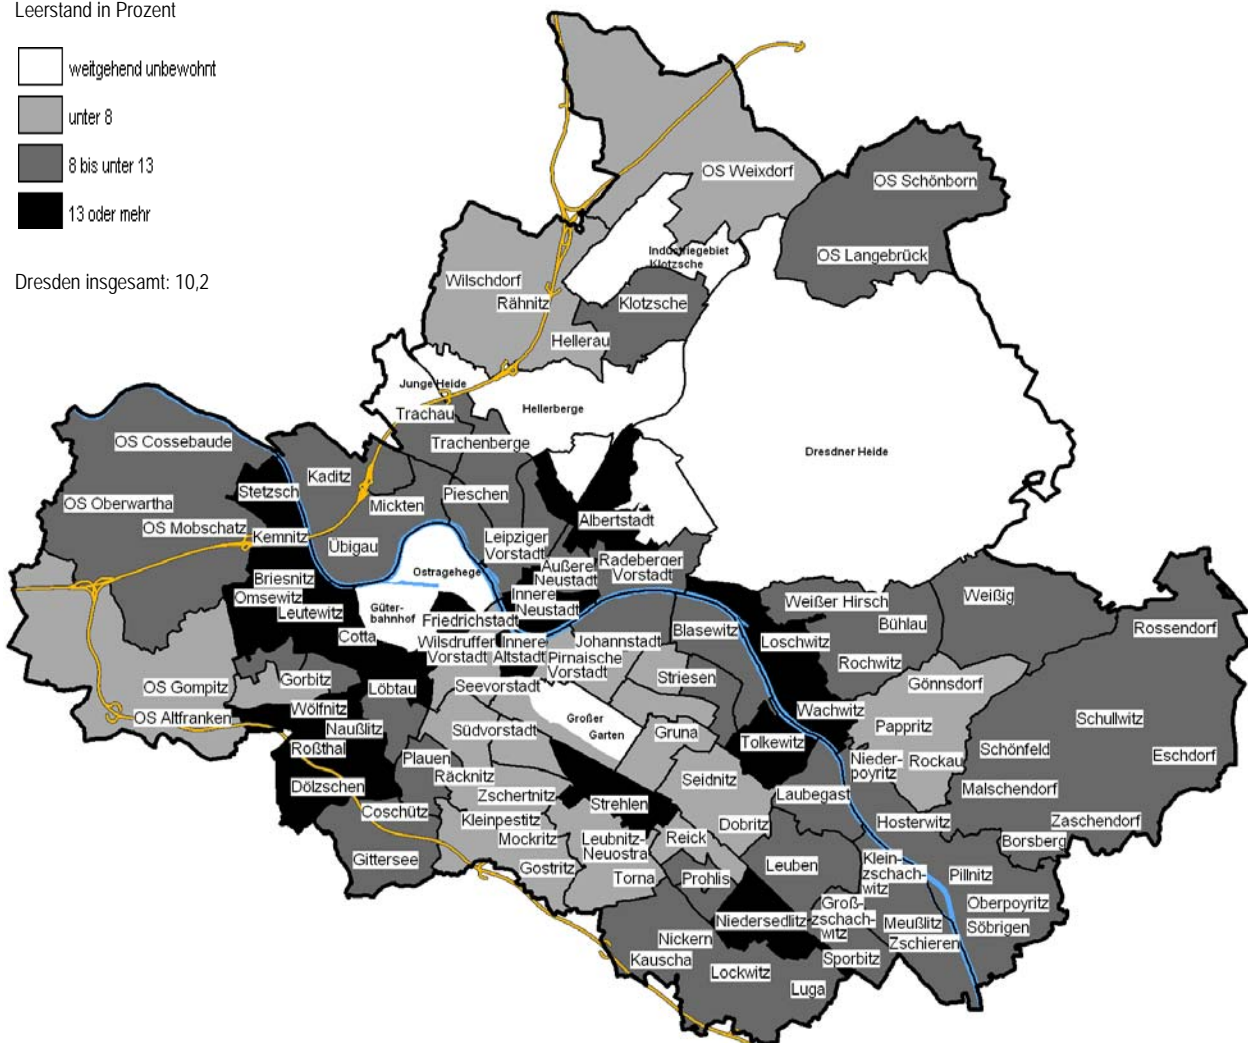 Leerstand in Prozent
weitgehend unbewohnt
unter 8
8 bis unter 13
13 oder mehr
Dresden insgesamt: 10,2
OS Weixdorf
OS Schönborn
OS Langebrück
Industriegebiet
Klotzsche
Wilschdorf
Rähnitz
Klotzsche
Hellerau
Junge Heide
Trachau
Hellerberge
Dresdner Heide
Trachenberge
OS Cossebaude
Kaditz
Stetzsch
Pieschen
OS Oberwartha
Mickten
OS Mobschatz
Kemnitz
Übigau
Leipziger
Vorstadt
Albertstadt
Äußere
Neustadt
Radeberger
Vorstadt
Ostragehege
Briesnitz
Omsewitz
Leutewitz
Innere
Neustadt
Güter-
bahnhof
Friedrichstadt
Cotta
Wilsdruffer
Vorstadt
Innere
Altstadt
Johannstadt
Pirnaische
Vorstadt
Blasewitz
Loschwitz
Weißer Hirsch
Bühlau
Weißig
Rossendorf
Rochwitz
Gönnsdorf
OS Gompitz
Gorbitz
Löbtau
Seevorstadt
Striesen
OS Altfranken
Wölfnitz
Naußlitz
Südvorstadt
Großer
Garten
Gruna
Tolkewitz
Wachwitz
Pappritz
Schullwitz
Roßthal
Plauen
Räcknitz
Seidnitz
Nieder-
poyritz
Rockau
Schönfeld
Eschdorf
Dölzschen
Zschertnitz
Strehlen
Laubegast
Malschendorf
Coschütz
Kleinpestitz
Mockritz
Leubnitz-
Neuostra
Reick
Dobritz
Hosterwitz
Zaschendorf
Borsberg
Gittersee
Gostritz
Torna
Prohlis
Leuben
Klein-
zschach-
witz
Pillnitz
Oberpoyritz
Niedersedlitz
Groß-
zschach-
witz
Meußlitz
Söbrigen
Nickern
Zschieren
Kauscha
Lockwitz
Sporbitz
Luga